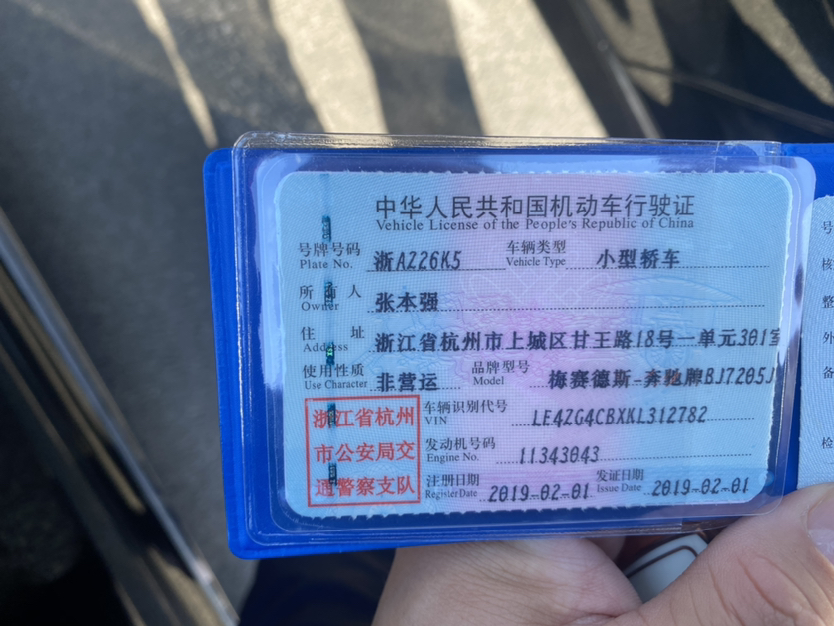 中华人民共和国机动车行驶证
Vehicle License of the People's Republic of China
号牌号码 浙AZ26K5 车辆类型 小型轿车
Plate No. Vehicle Type
所有人 张本强
Owner
住址 浙江省杭州市上城区甘王路18号一单元301室
Address
使用性质 非营运 品牌型号 梅赛德斯-奔驰牌BJ7205J
Use Character Model
浙江省杭州 车辆识别代号 LE4ZG4CBXKL312782
VIN
市公安局交 发动机号码 11343043
Engine No.
通警察支队 注册日期 2019-02-01 发证日期 2019-02-01
Register Date Issue Date
号
核
整
外
备
检